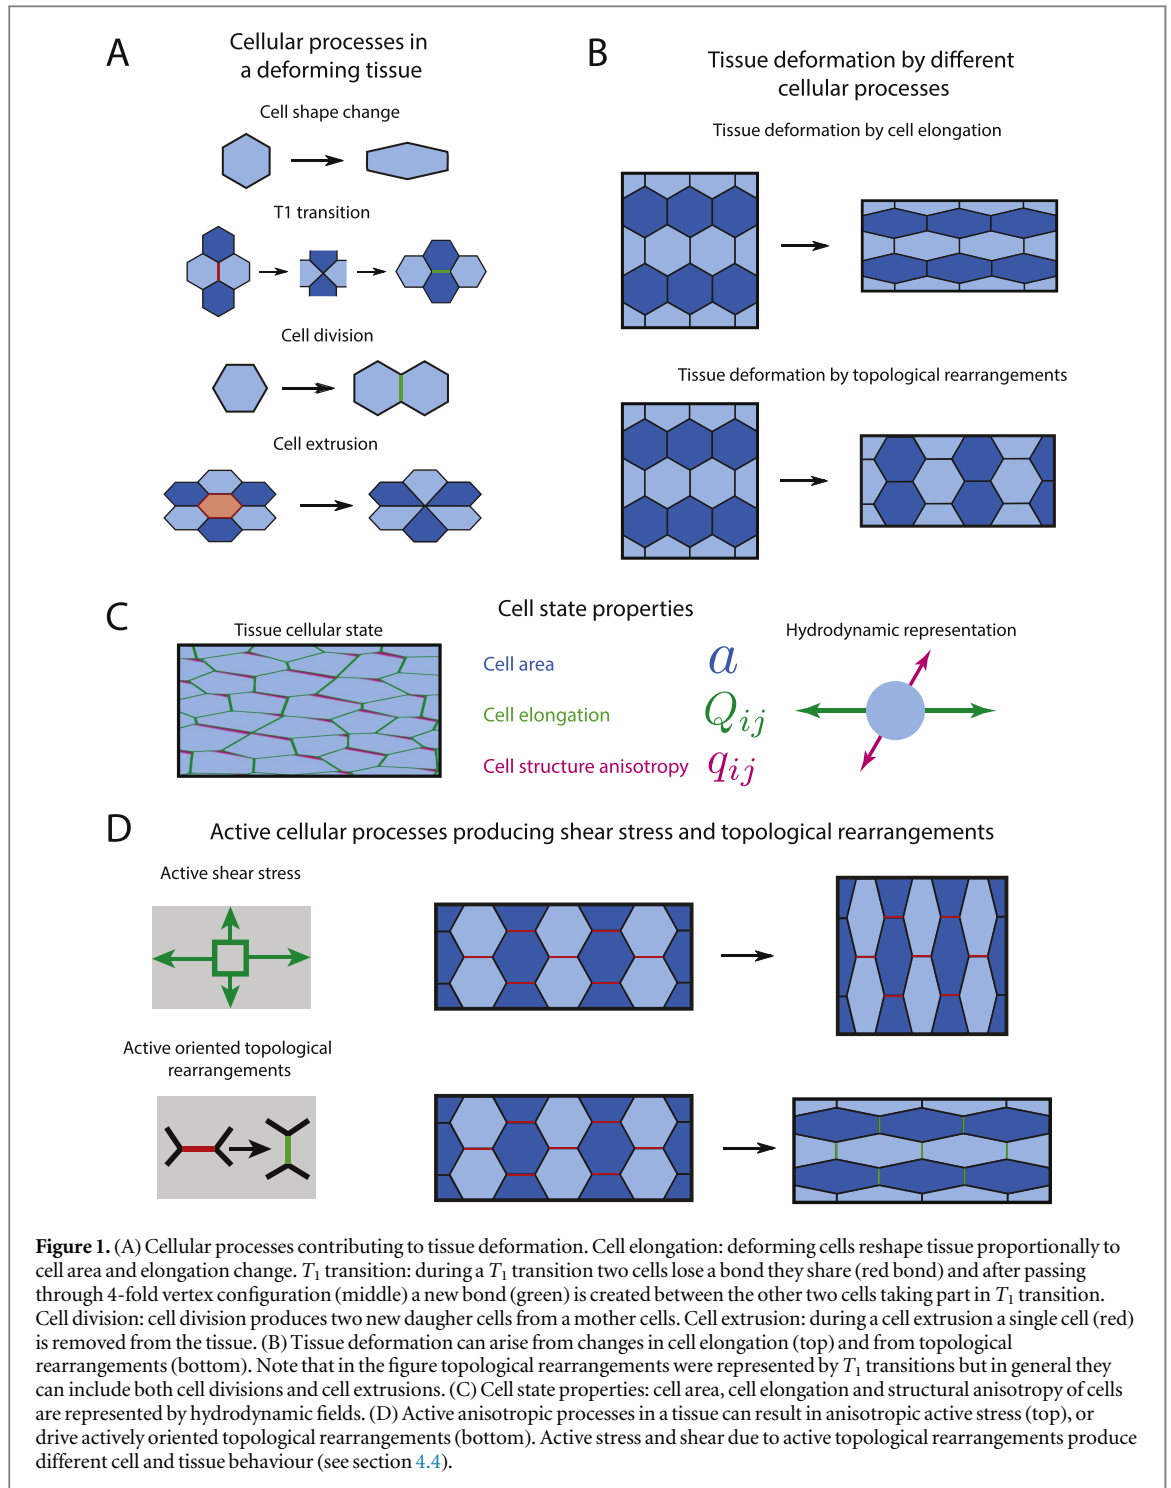 A
Cellular processes in
a deforming tissue
Cell shape change
T1 transition
Cell division
Cell extrusion
B
Tissue deformation by different
cellular processes
Tissue deformation by cell elongation
Tissue deformation by topological rearrangements
C
Cell state properties
Tissue cellular state
Cell area a
Cell elongation Qij
Cell structure anisotropy qij
Hydrodynamic representation
D
Active cellular processes producing shear stress and topological rearrangements
Active shear stress
Active oriented topological
rearrangements
Figure 1. (A) Cellular processes contributing to tissue deformation. Cell elongation: deforming cells reshape tissue proportionally to
cell area and elongation change. T1 transition: during a T1 transition two cells lose a bond they share (red bond) and after passing
through 4-fold vertex configuration (middle) a new bond (green) is created between the other two cells taking part in T1 transition.
Cell division: cell division produces two new daugher cells from a mother cells. Cell extrusion: during a cell extrusion a single cell (red)
is removed from the tissue. (B) Tissue deformation can arise from changes in cell elongation (top) and from topological
rearrangements (bottom). Note that in the figure topological rearrangements were represented by T1 transitions but in general they
can include both cell divisions and cell extrusions. (C) Cell state properties: cell area, cell elongation and structural anisotropy of cells
are represented by hydrodynamic fields. (D) Active anisotropic processes in a tissue can result in anisotropic active stress (top), or
drive actively oriented topological rearrangements (bottom). Active stress and shear due to active topological rearrangements produce
different cell and tissue behaviour (see section 4.4).